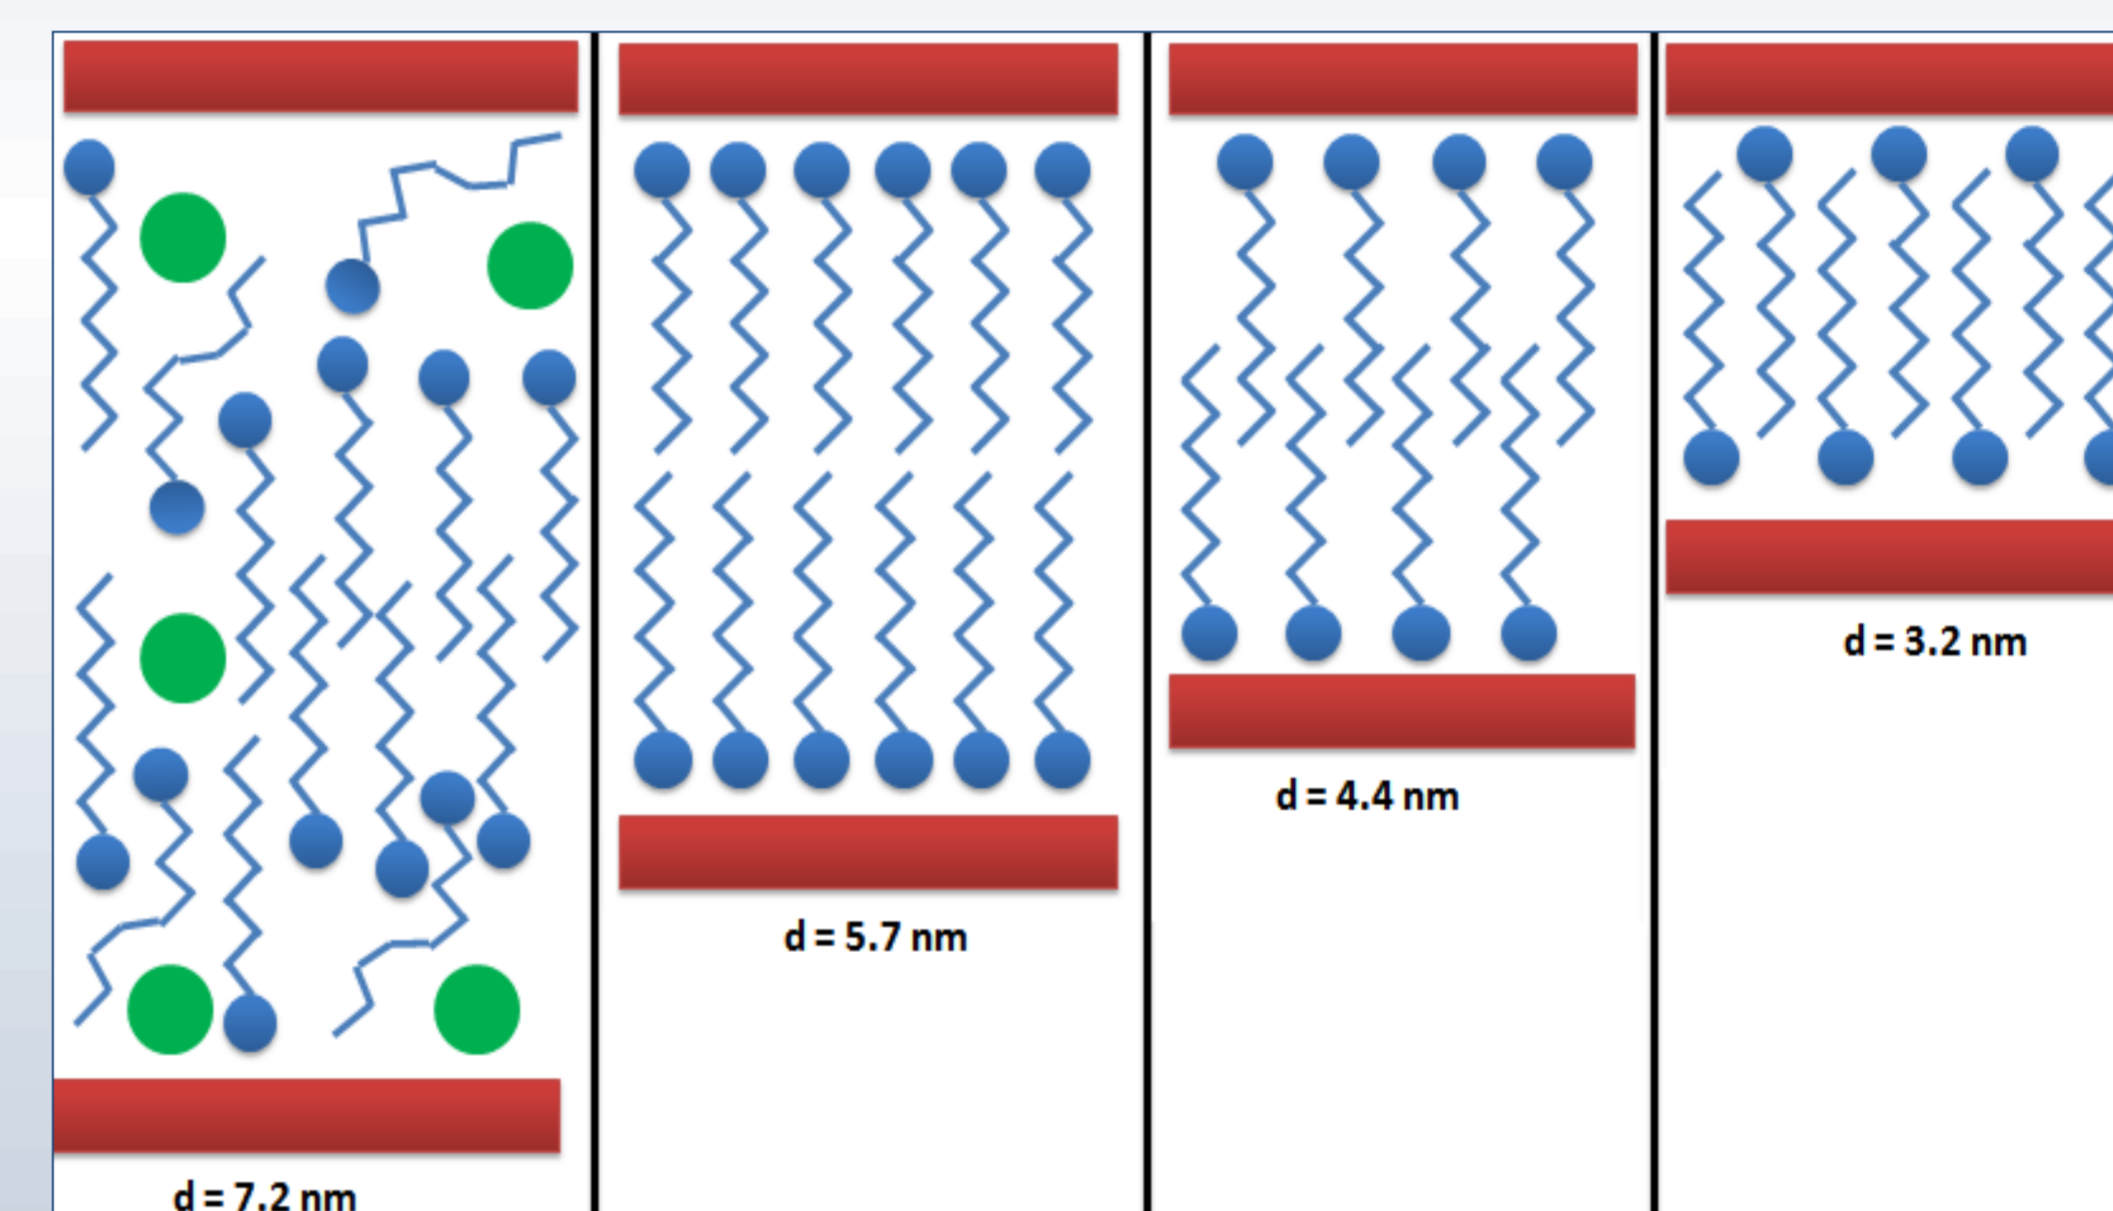 d = 7.2 nm
d = 5.7 nm
d = 4.4 nm
d = 3.2 nm